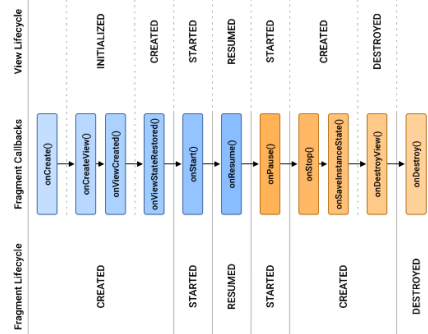 Fragment Lifecycle
Fragment Callbacks
View Lifecycle
CREATED
STARTED
RESUMED
STARTED
CREATED
DESTROYED
onCreate()
onCreateView()
onViewCreated()
onViewStateRestored()
onStart()
onResume()
onPause()
onStop()
onSaveInstanceState()
onDestroyView()
onDestroy()
INITIALIZED
CREATED
STARTED
RESUMED
STARTED
CREATED
DESTROYED